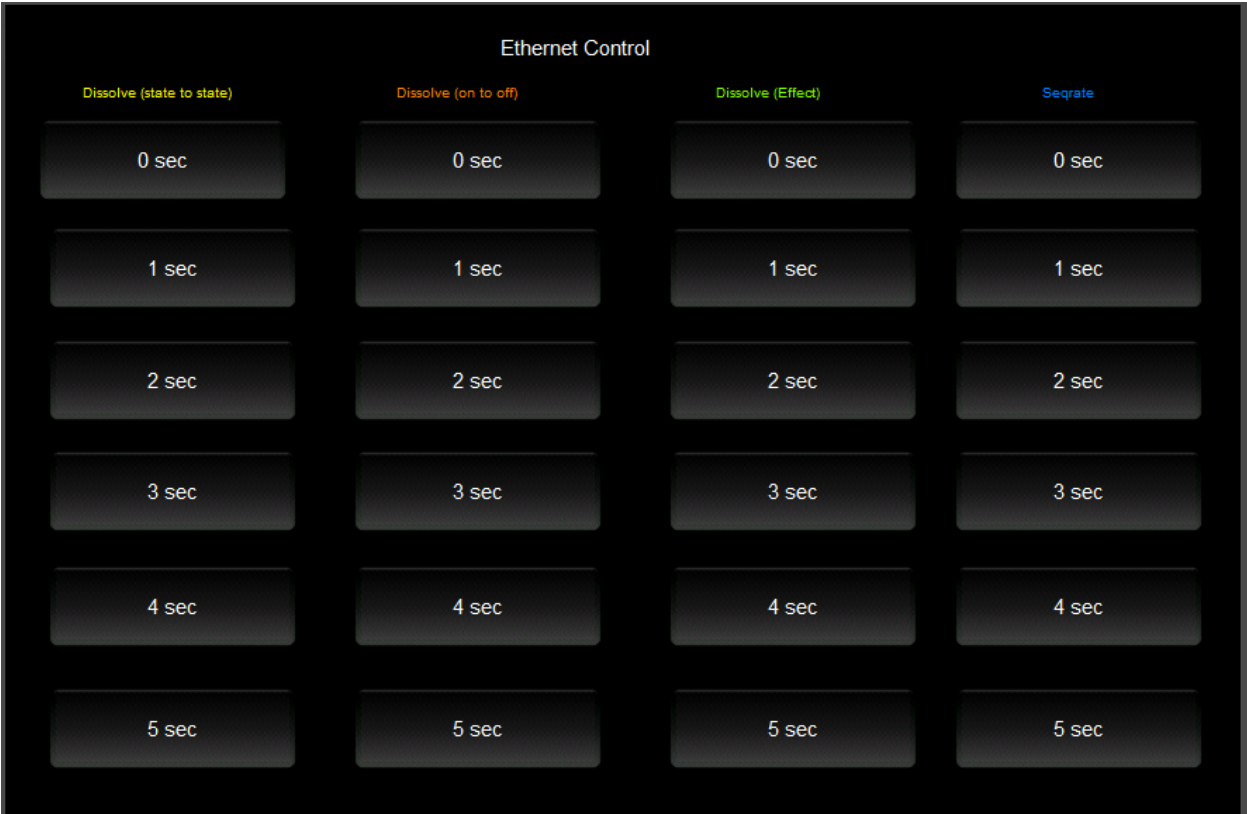 Ethernet Control
Dissolve (state to state) Dissolve (on to off) Dissolve (Effect) Seqrate
0 sec 0 sec 0 sec 0 sec
1 sec 1 sec 1 sec 1 sec
2 sec 2 sec 2 sec 2 sec
3 sec 3 sec 3 sec 3 sec
4 sec 4 sec 4 sec 4 sec
5 sec 5 sec 5 sec 5 sec